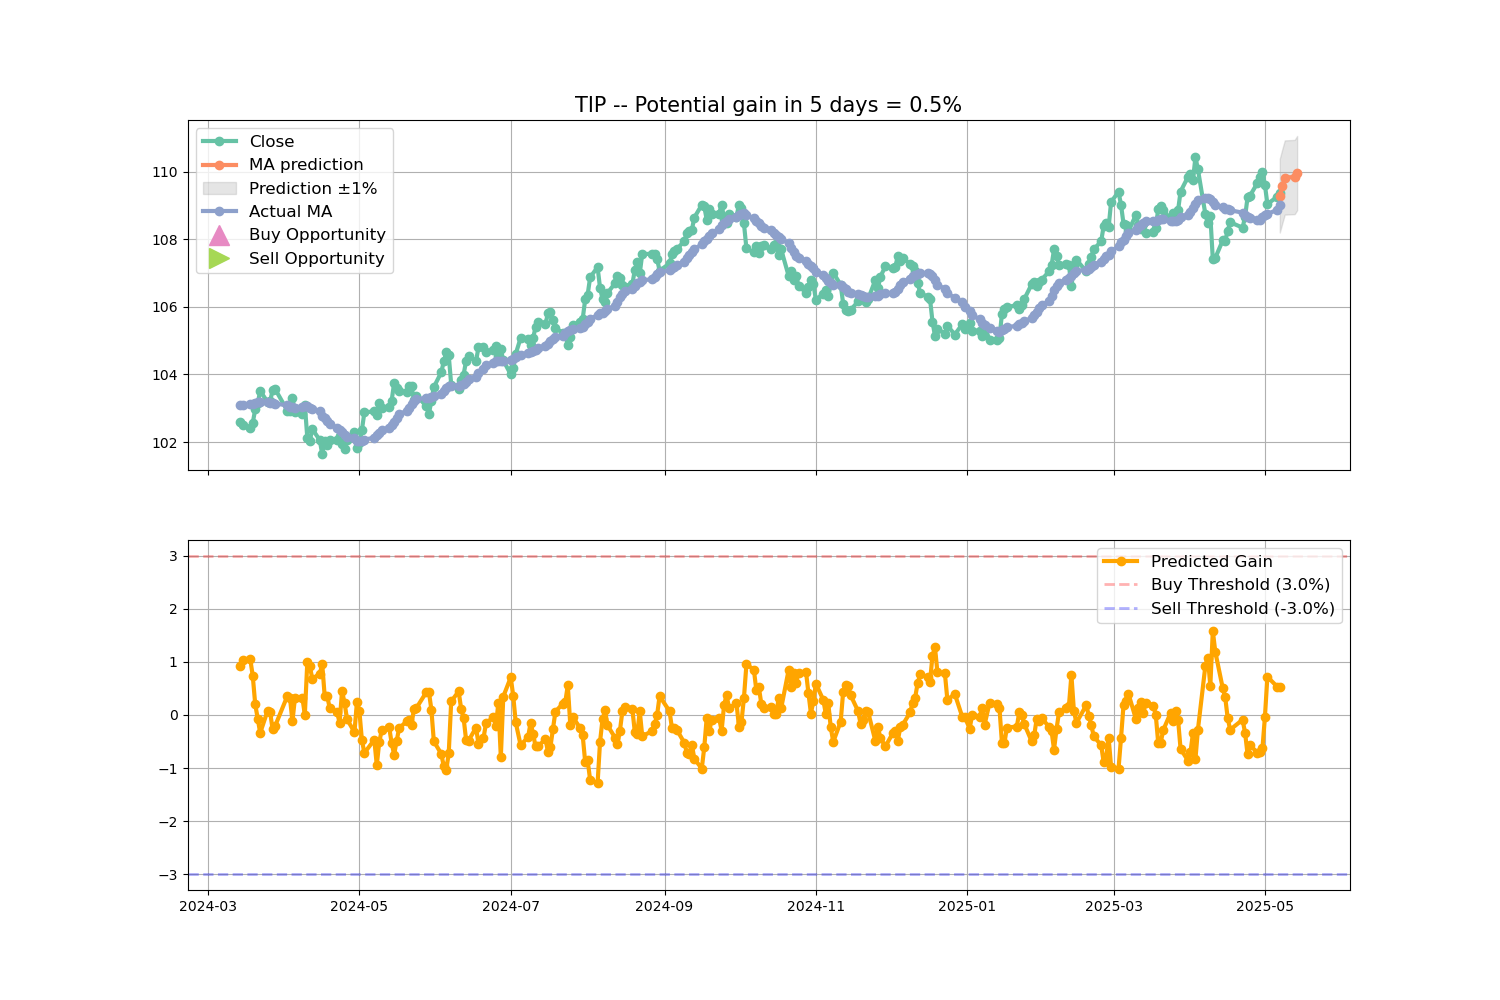 TIP -- Potential gain in 5 days = 0.5%
Close
MA prediction
Prediction ±1%
Actual MA
Buy Opportunity
Sell Opportunity
110
108
106
104
102
Predicted Gain
Buy Threshold (3.0%)
Sell Threshold (-3.0%)
3
2
1
0
−1
−2
−3
2024-03
2024-05
2024-07
2024-09
2024-11
2025-01
2025-03
2025-05